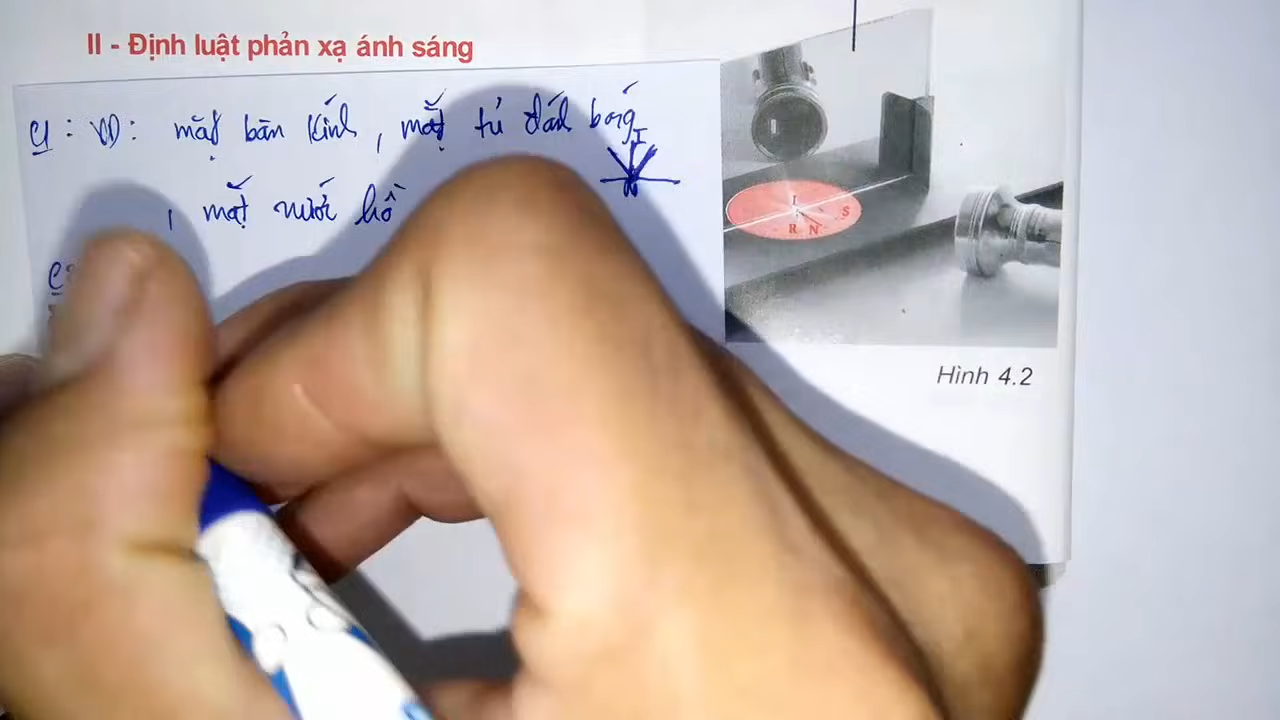 II - Định luật phản xạ ánh sáng
C1 : VD : mặt bàn kính , mặt tủ đánh bóng
, mặt nước hồ
I
N
I
S
R N
Hình 4.2